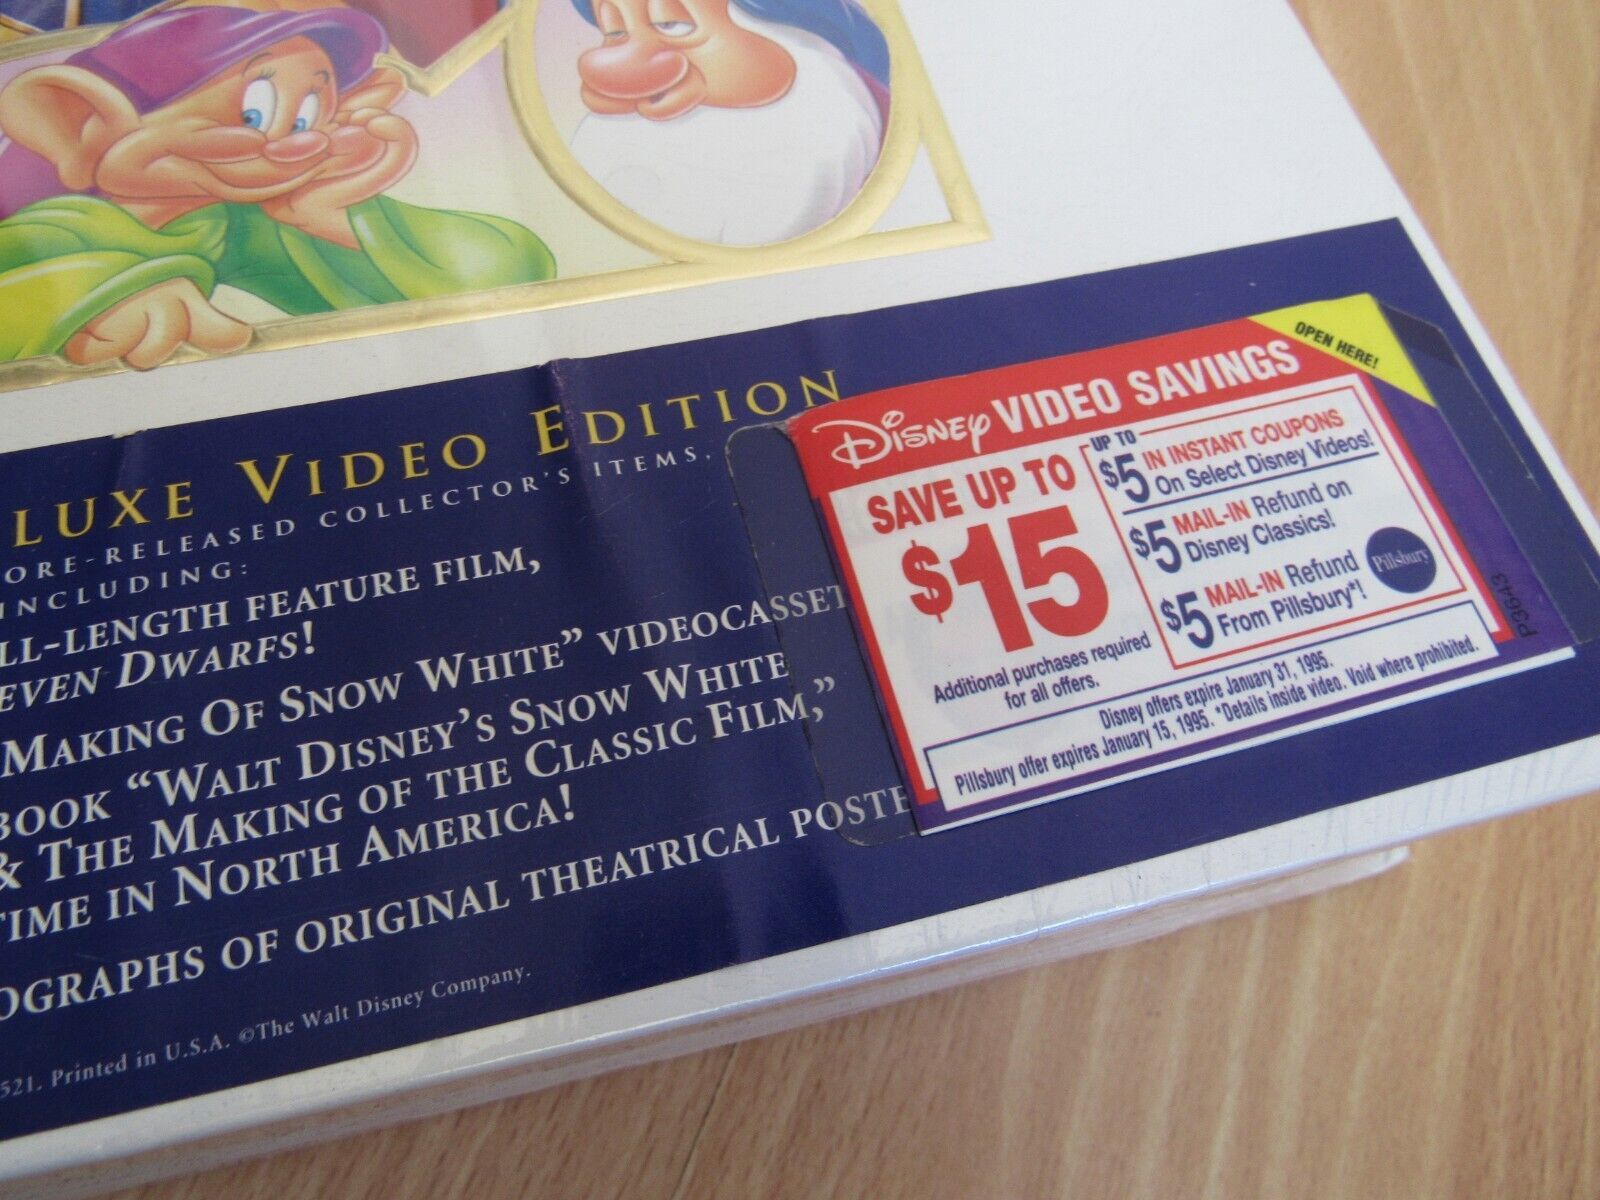 LUXE VIDEO EDITION
ORE-RELEASED COLLECTOR'S ITEMS,
INCLUDING:
LL-LENGTH FEATURE FILM,
EVEN DWARFS!
MAKING OF SNOW WHITE" VIDEOCASSET
BOOK "WALT DISNEY'S SNOW WHITE
& THE MAKING OF THE CLASSIC FILM,"
TIME IN NORTH AMERICA!
OGRAPHS OF ORIGINAL THEATRICAL POSTE
521. Printed in U.S.A. ©The Walt Disney Company.
OPEN HERE!
Disney VIDEO SAVINGS
SAVE UP TO
$15
Additional purchases required
for all offers.
UP TO
$5 IN INSTANT COUPONS
On Select Disney Videos!
$5 MAIL-IN Refund on
Disney Classics!
$5 MAIL-IN Refund
From Pillsbury*!
Pillsbury
Disney offers expire January 31, 1995.
Pillsbury offer expires January 15, 1995. *Details inside video. Void where prohibited.
P3643